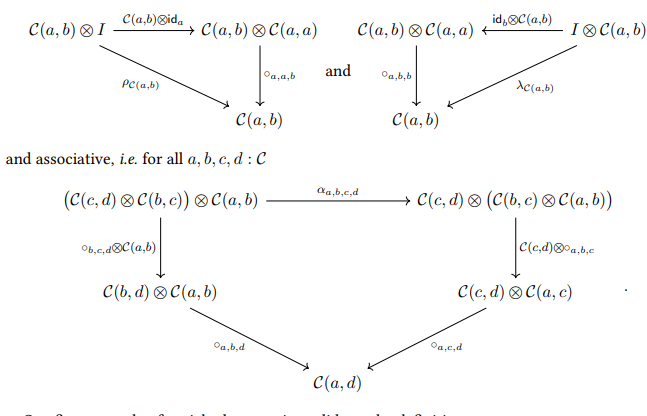 𝒞(a, b) ⊗ I 𝒞(a,b)⊗id_a 𝒞(a, b) ⊗ 𝒞(a, a) 𝒞(a, b) ⊗ 𝒞(a, a) id_b⊗𝒞(a,b) I ⊗ 𝒞(a, b)
ρ_𝒞(a,b) ∘_a,a,b and ∘_a,b,b λ_𝒞(a,b)
𝒞(a, b) 𝒞(a, b)
and associative, i.e. for all a, b, c, d : 𝒞
(𝒞(c, d) ⊗ 𝒞(b, c)) ⊗ 𝒞(a, b) α_a,b,c,d 𝒞(c, d) ⊗ (𝒞(b, c) ⊗ 𝒞(a, b))
∘_b,c,d⊗𝒞(a,b) 𝒞(c,d)⊗∘_a,b,c
𝒞(b, d) ⊗ 𝒞(a, b) 𝒞(c, d) ⊗ 𝒞(a, c) .
∘_a,b,d ∘_a,c,d
𝒞(a, d)